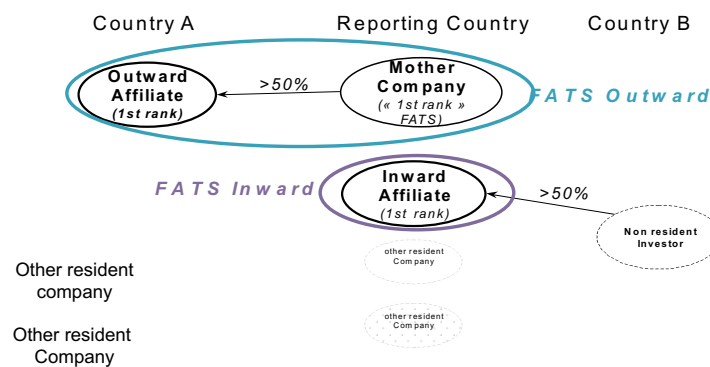 Country A
Reporting Country
Country B
Outward
Affiliate
(1st rank)
>50%
Mother
Company
(« 1st rank »
FATS)
FATS Outward
FATS Inward
Inward
Affiliate
(1st rank)
>50%
Non resident
Investor
other resident
Company
Other resident
company
other resident
Company
Other resident
Company